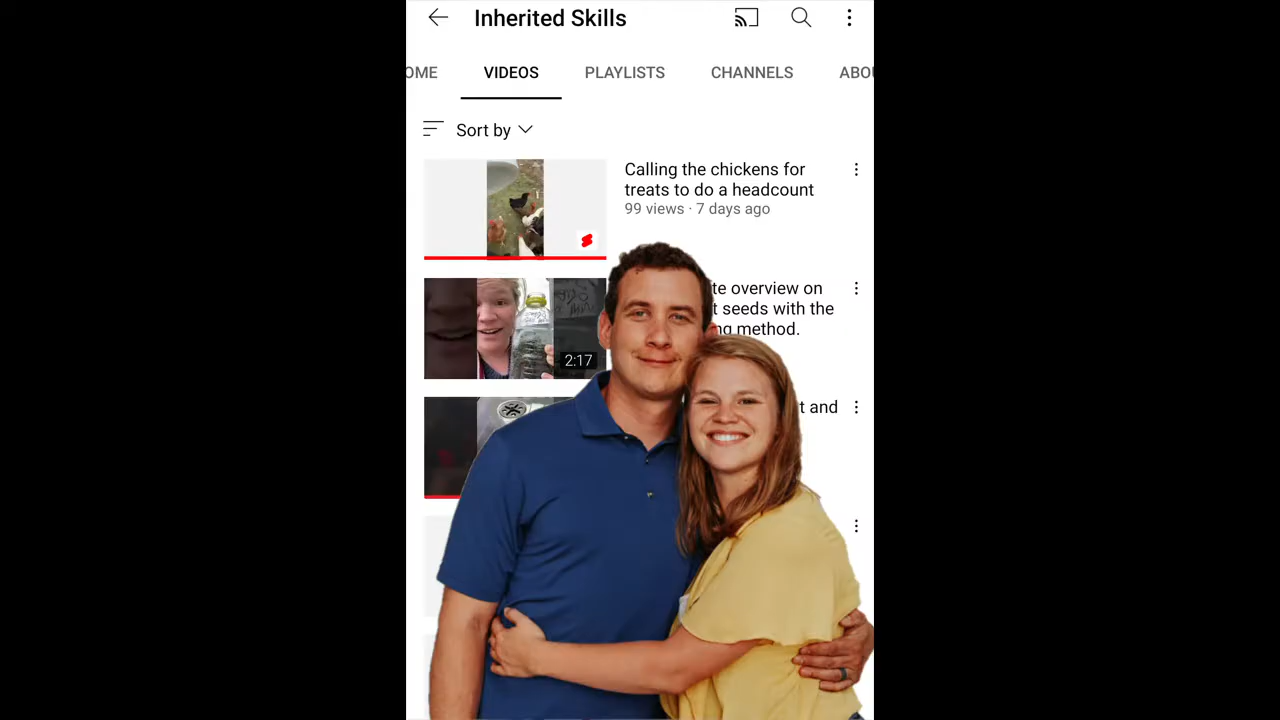 Inherited Skills
OME VIDEOS PLAYLISTS CHANNELS ABOU
Sort by
Calling the chickens for
treats to do a headcount
99 views · 7 days ago
te overview on
t seeds with the
ng method.
2:17
t and